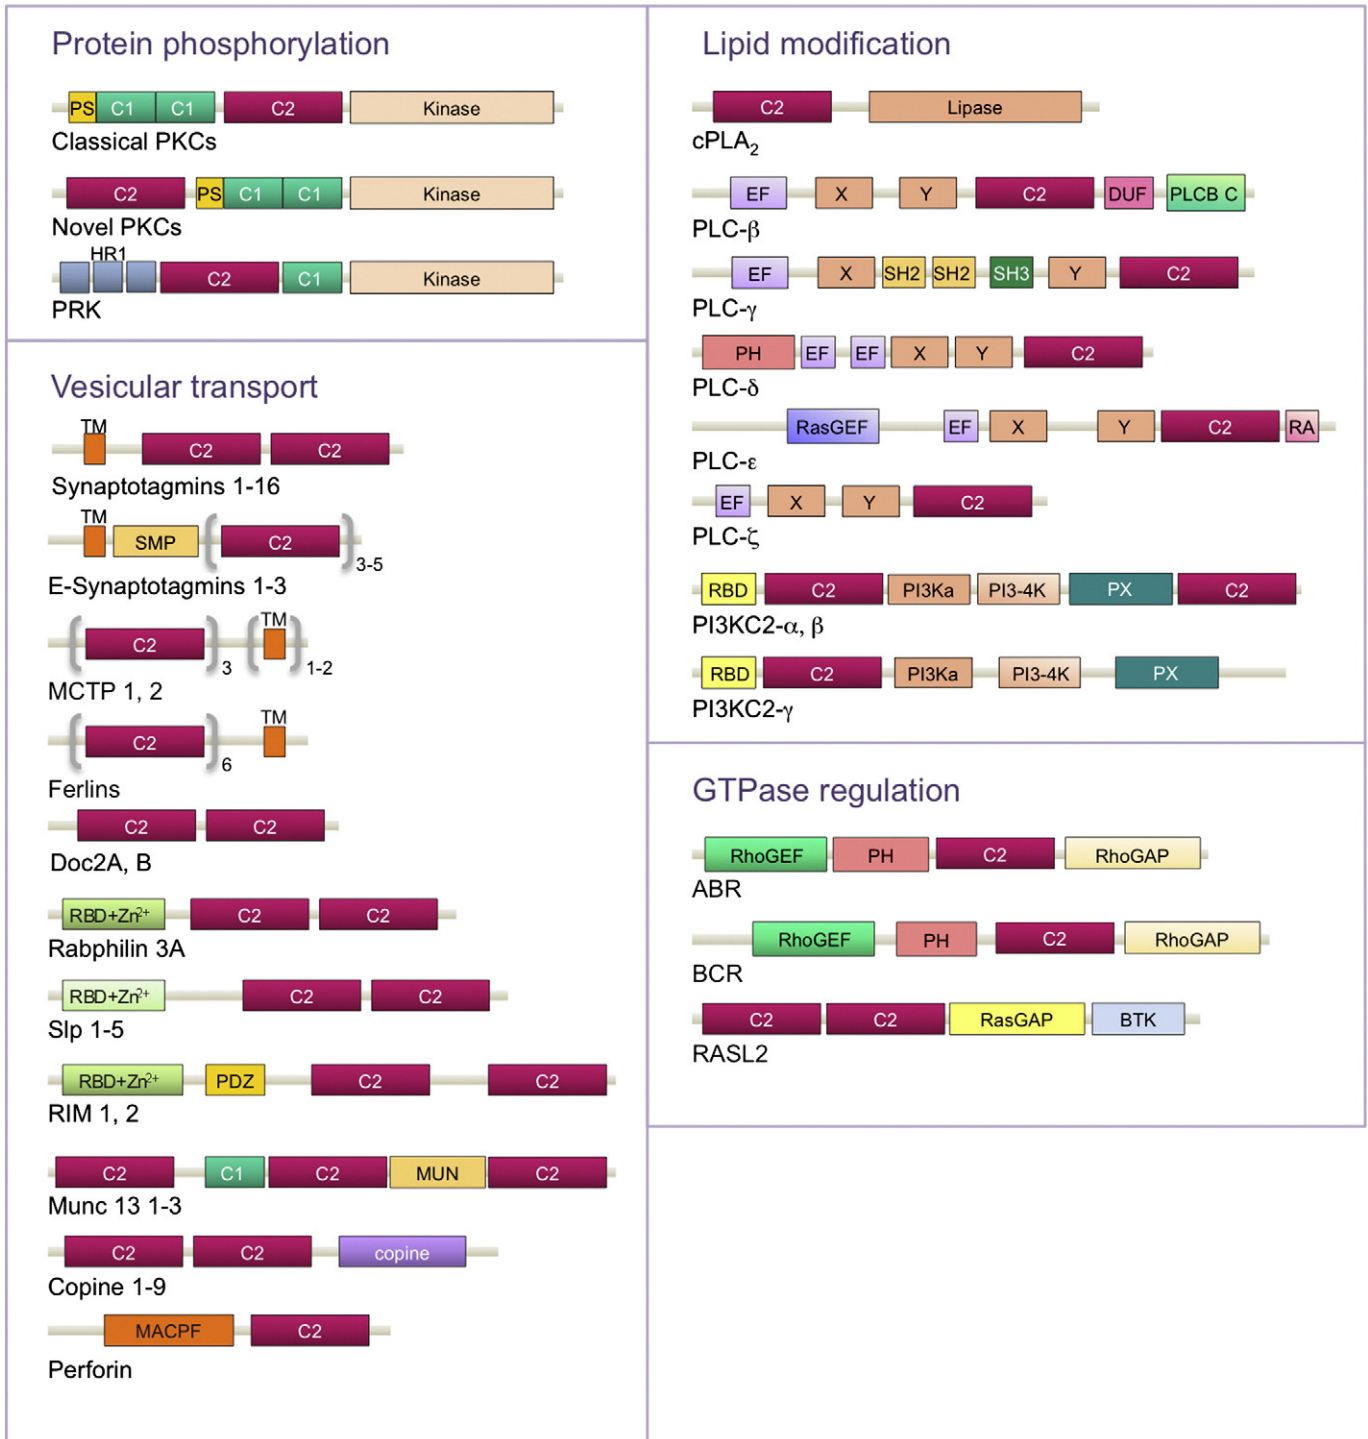 Protein phosphorylation
PS C1 C1 C2 Kinase
Classical PKCs
C2 PS C1 C1 Kinase
Novel PKCs
HR1
C2 C1 Kinase
PRK
Vesicular transport
TM
C2 C2
Synaptotagmins 1-16
TM
SMP C2
3-5
E-Synaptotagmins 1-3
TM
C2
3 1-2
MCTP 1, 2
TM
C2
6
Ferlins
C2 C2
Doc2A, B
RBD+Zn²⁺ C2 C2
Rabphilin 3A
RBD+Zn²⁺ C2 C2
Slp 1-5
RBD+Zn²⁺ PDZ C2 C2
RIM 1, 2
C2 C1 C2 MUN C2
Munc 13 1-3
C2 C2 copine
Copine 1-9
MACPF C2
Perforin
Lipid modification
C2 Lipase
cPLA₂
EF X Y C2 DUF PLCB C
PLC-β
EF X SH2 SH2 SH3 Y C2
PLC-γ
PH EF EF X Y C2
PLC-δ
RasGEF EF X Y C2 RA
PLC-ε
EF X Y C2
PLC-ζ
RBD C2 PI3Ka PI3-4K PX C2
PI3KC2-α, β
RBD C2 PI3Ka PI3-4K PX
PI3KC2-γ
GTPase regulation
RhoGEF PH C2 RhoGAP
ABR
RhoGEF PH C2 RhoGAP
BCR
C2 C2 RasGAP BTK
RASL2